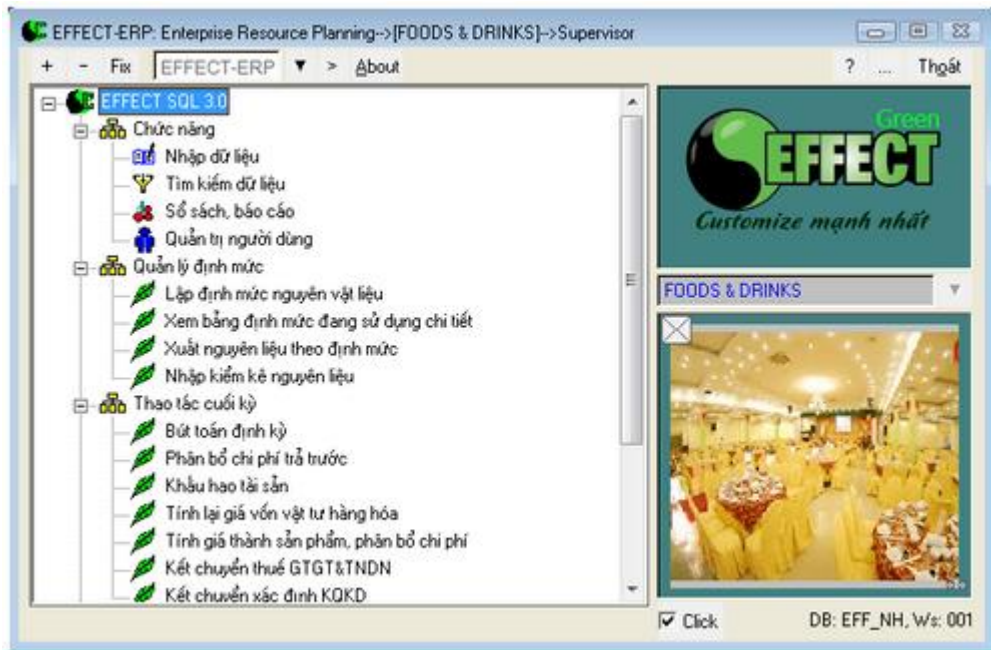 EFFECT-ERP: Enterprise Resource Planning-->[FOODS & DRINKS]-->Supervisor
+ - Fix EFFECT-ERP ▼ > About ? ... Thoát
EFFECT SQL 3.0
Chức năng
Nhập dữ liệu
Tìm kiếm dữ liệu
Sổ sách, báo cáo
Quản trị người dùng
Quản lý định mức
Lập định mức nguyên vật liệu
Xem bảng định mức đang sử dụng chi tiết
Xuất nguyên liệu theo định mức
Nhập kiểm kê nguyên liệu
Thao tác cuối kỳ
Bút toán định kỳ
Phân bổ chi phí trả trước
Khấu hao tài sản
Tính lại giá vốn vật tư hàng hóa
Tính giá thành sản phẩm, phân bổ chi phí
Kết chuyển thuế GTGT&TNDN
Kết chuyển xác định KQKD
Green
EFFECT
Customize mạnh nhất
FOODS & DRINKS
Click DB: EFF_NH, Ws: 001